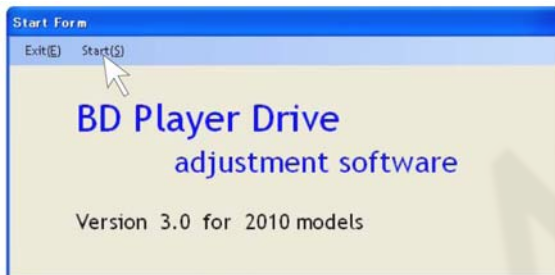 Start Form
Exit(E) Start(S)
BD Player Drive
adjustment software
Version 3.0 for 2010 models